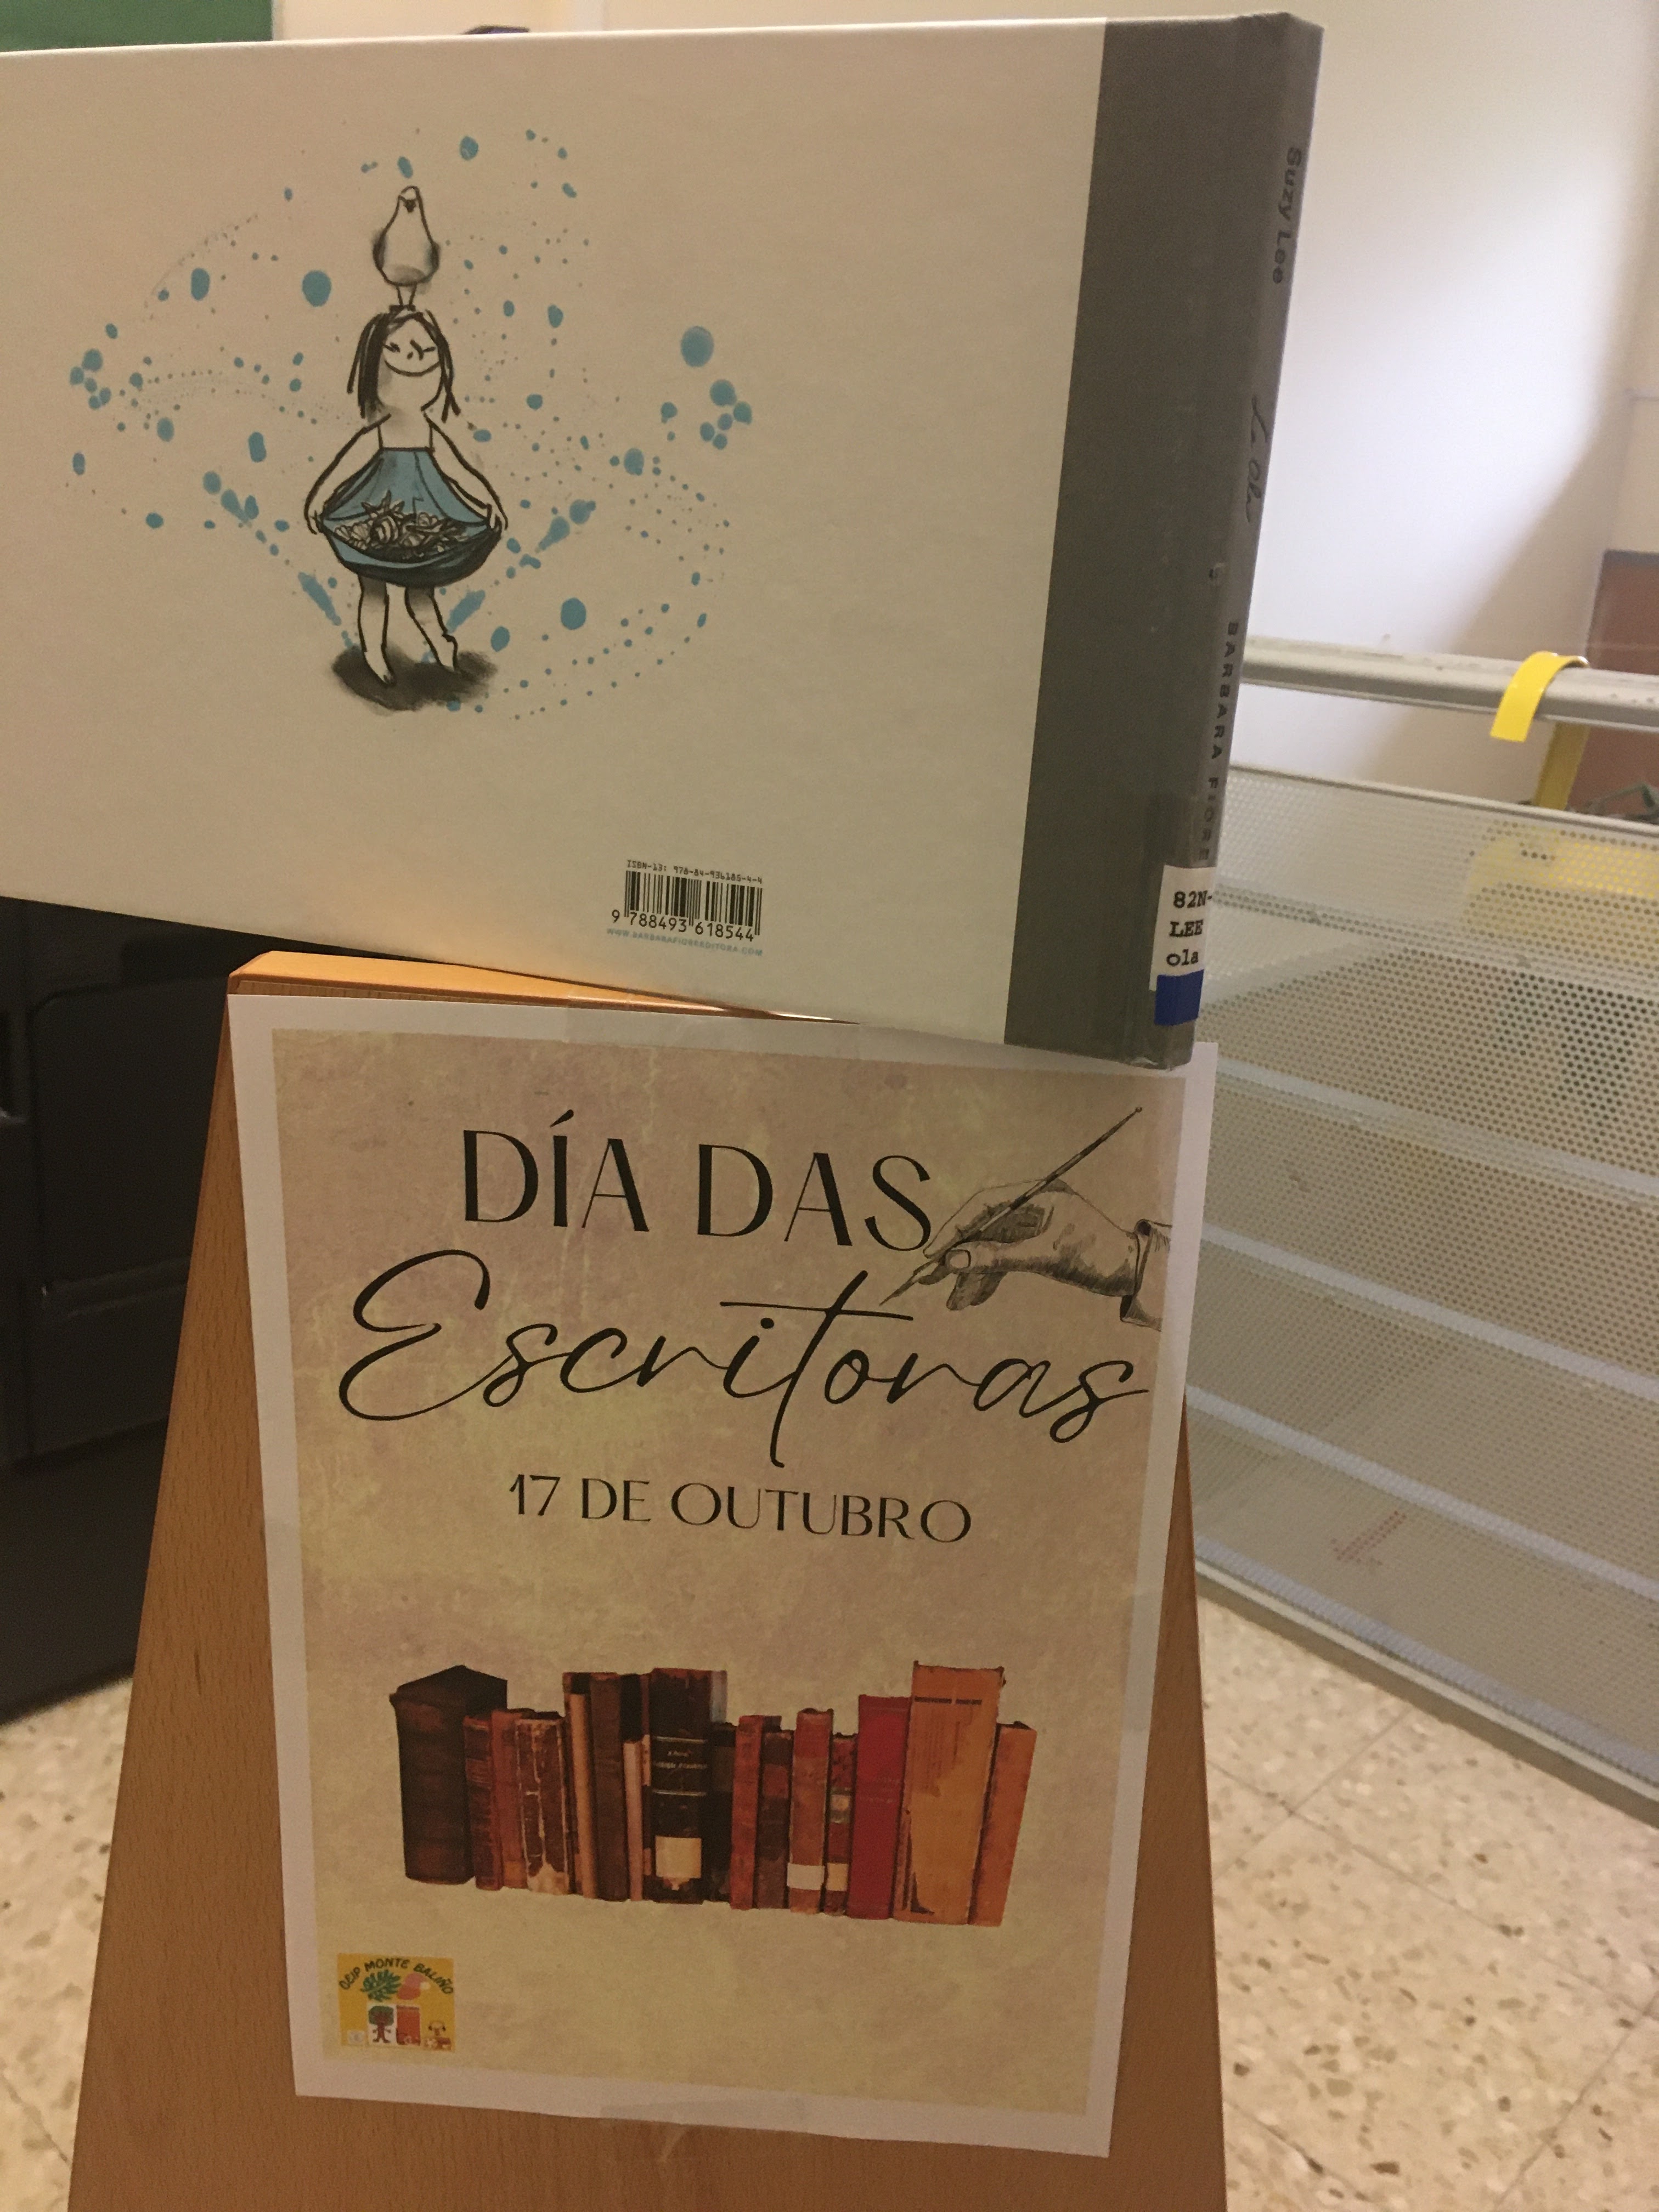 Suzy Lee
BARBARA FIORE
82N-
LEE
ola
ISBN-13: 978-84-936185-4-4
9 788493 618544
WWW.BARBARAFIOREEDITORA.COM
DÍA DAS
Escritoras
17 DE OUTUBRO
CEIP MONTE BALIÑO